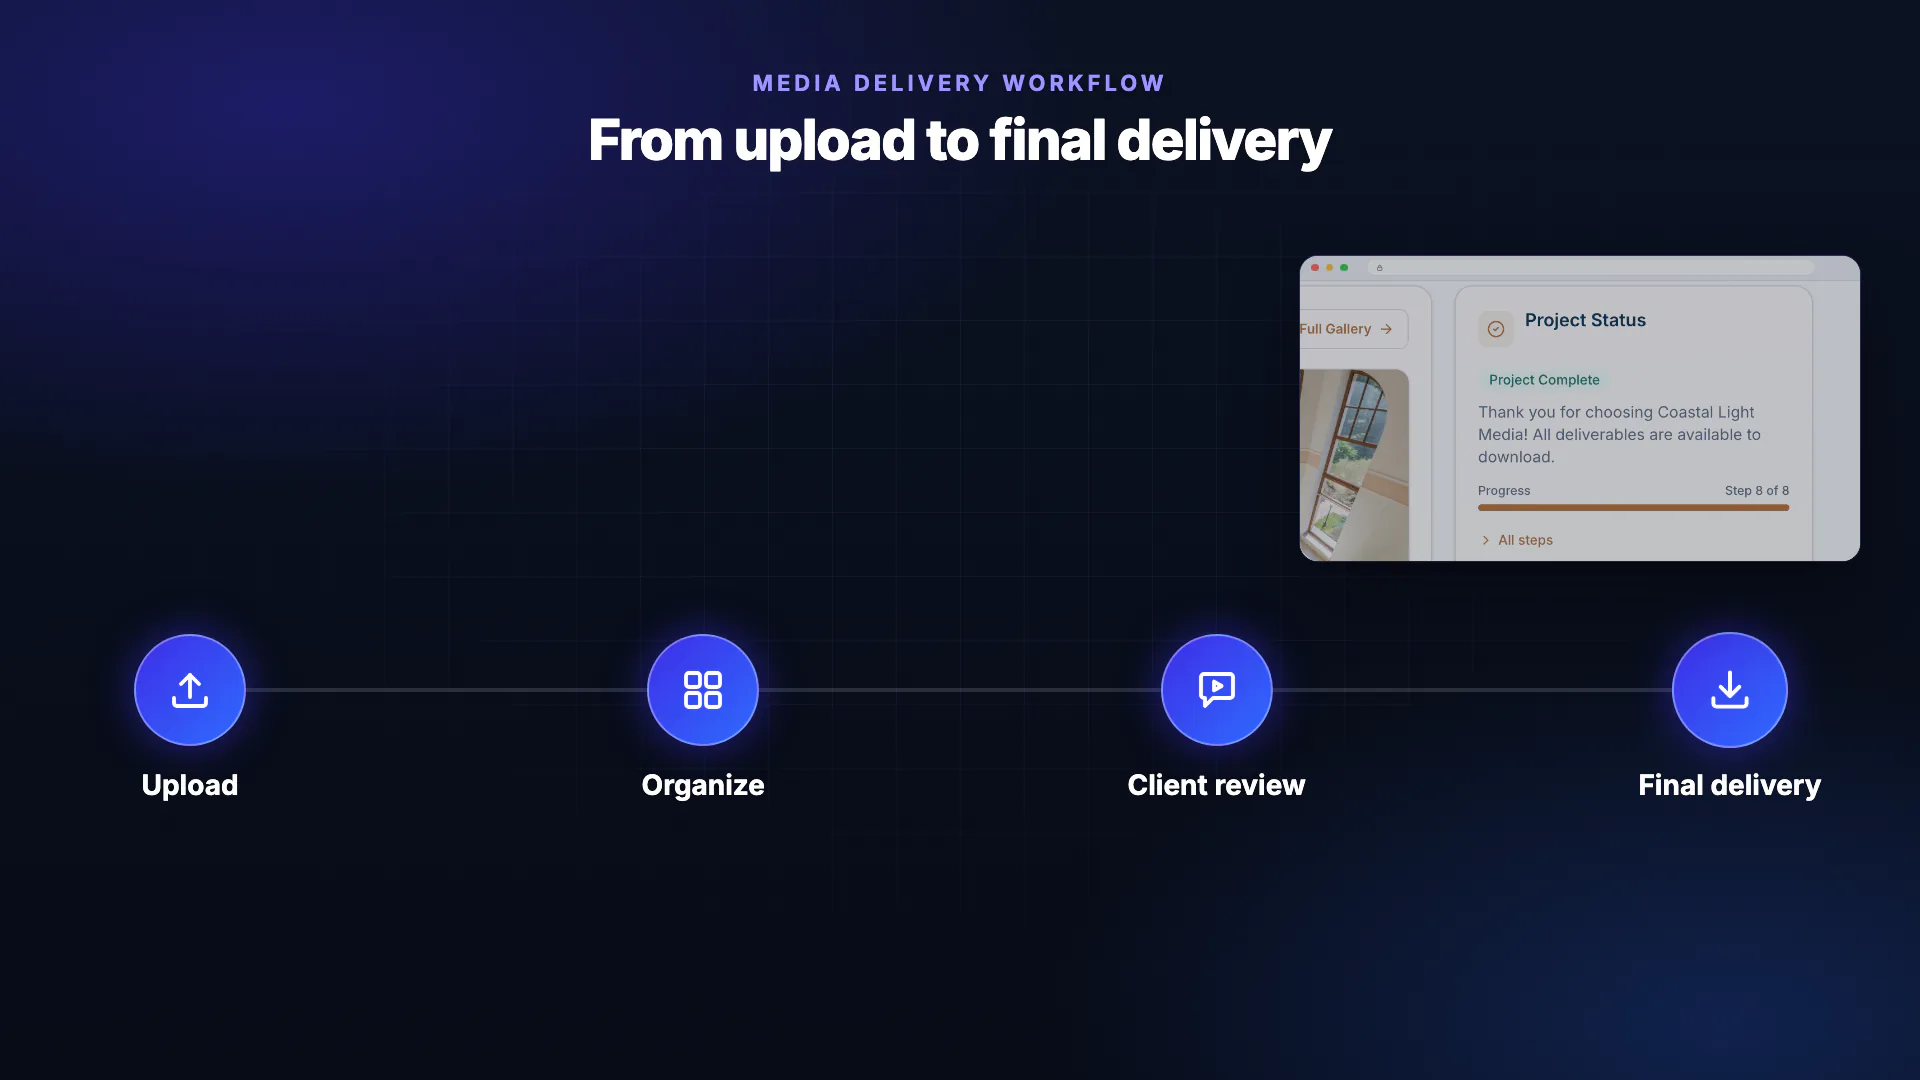 MEDIA DELIVERY WORKFLOW
From upload to final delivery
Full Gallery
Project Status
Project Complete
Thank you for choosing Coastal Light
Media! All deliverables are available to
download.
Progress
Step 8 of 8
All steps
Upload
Organize
Client review
Final delivery